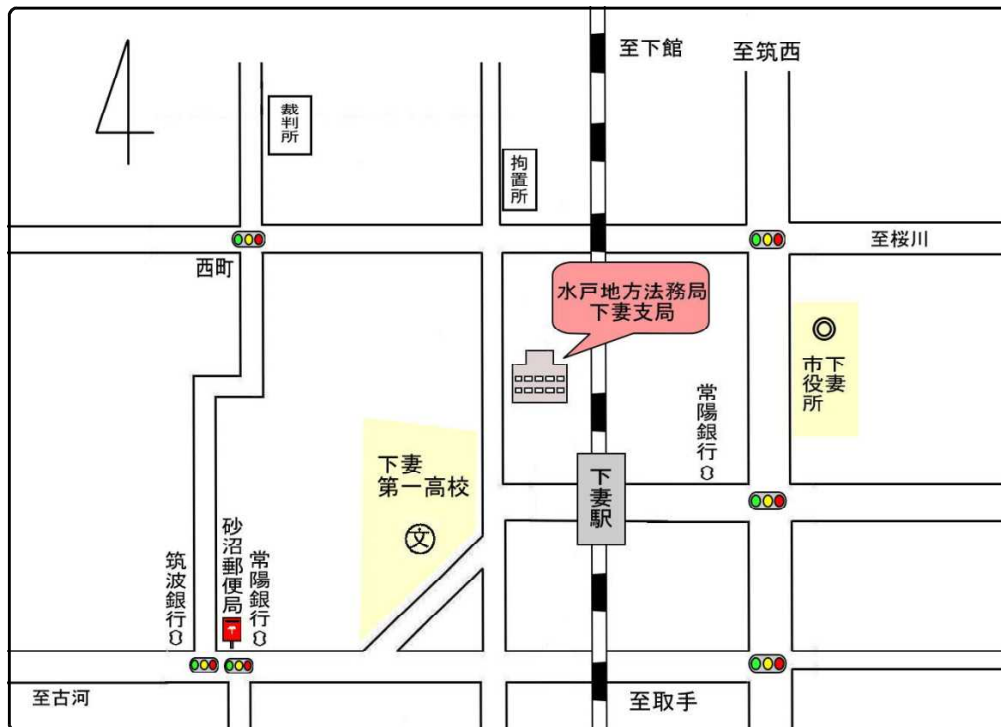 至下館
至筑西
裁判所
拘置所
至桜川
西町
水戸地方法務局
下妻支局
下妻
市役所
常陽銀行
下妻
第一高校
文
下妻駅
砂沼郵便局
常陽銀行
筑波銀行
〒
至古河
至取手